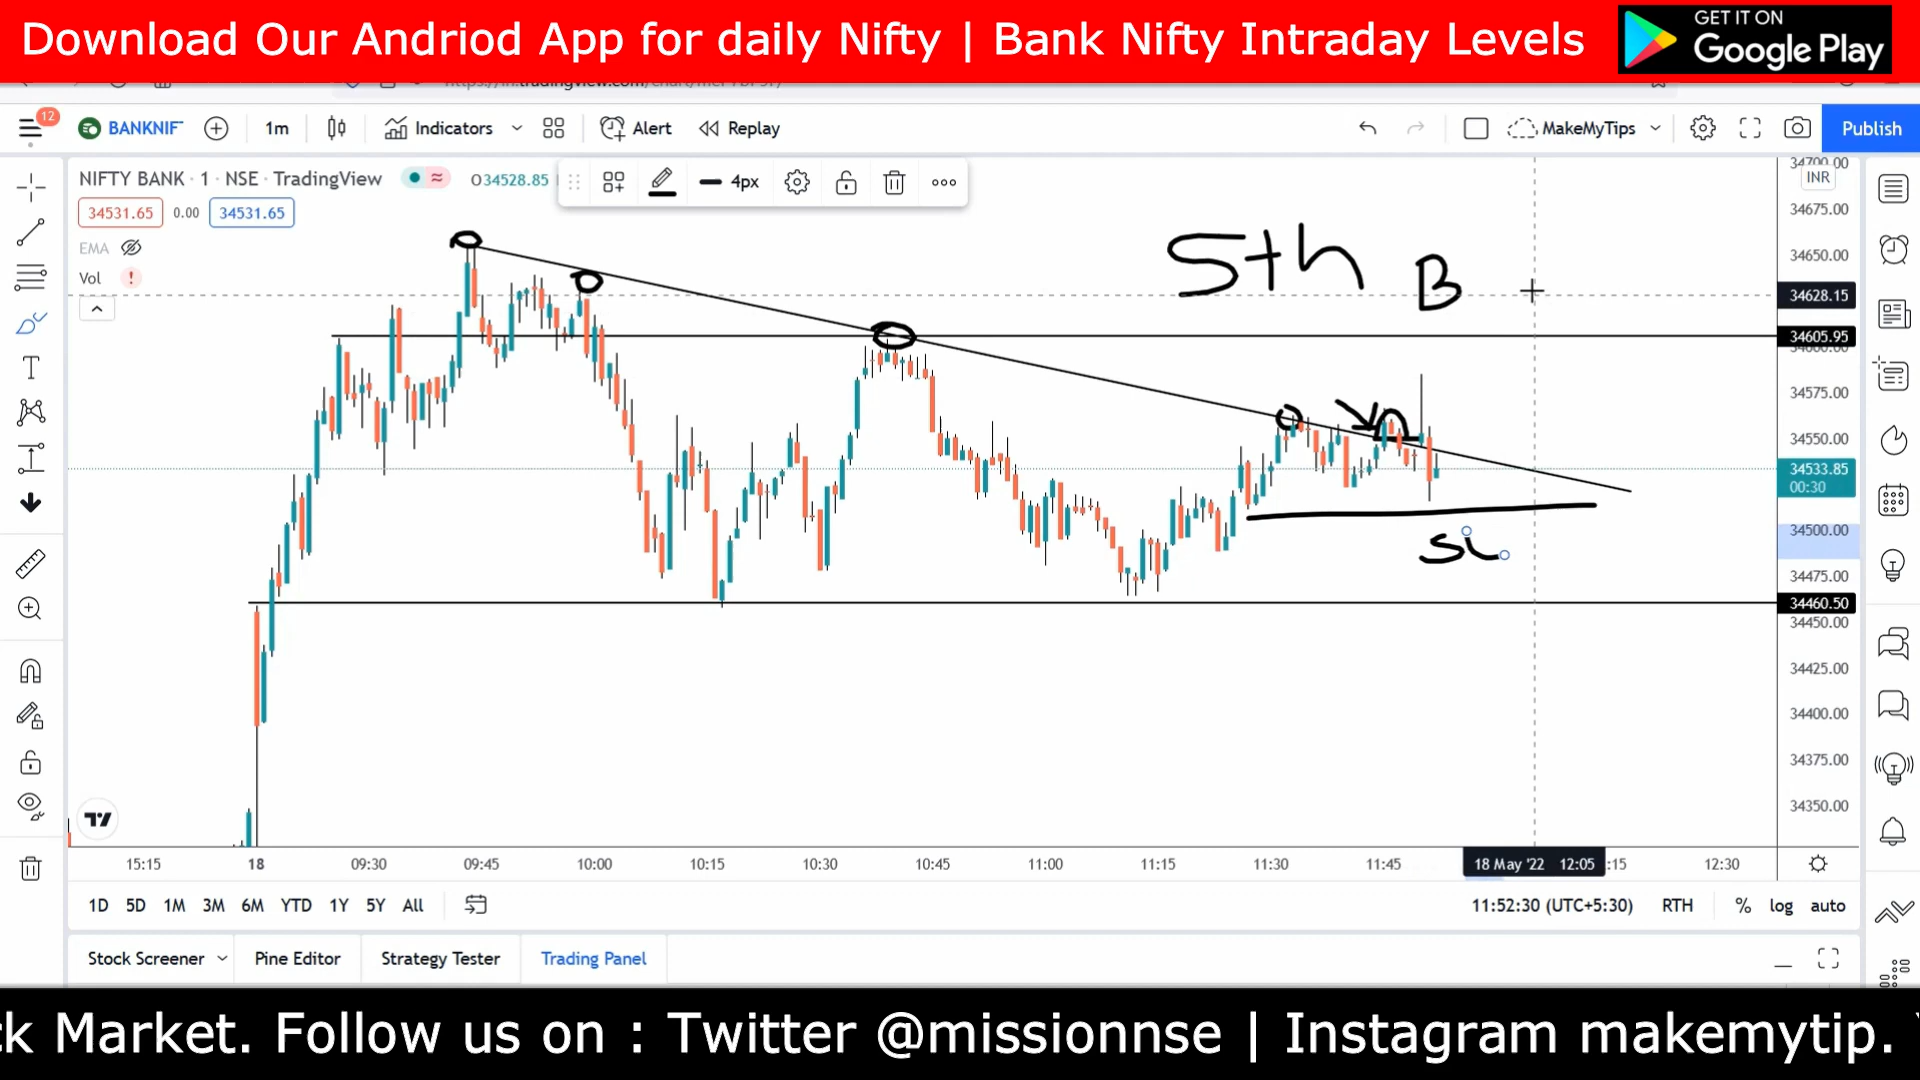 Download Our Andriod App for daily Nifty | Bank Nifty Intraday Levels
GET IT ON
Google Play
12
BANKNIF
1m
Indicators
Alert
Replay
MakeMyTips
Publish
NIFTY BANK · 1 · NSE · TradingView
O34528.85
4px
34531.65 0.00 34531.65
EMA
Vol !
5th B
SL
34700.00
INR
34675.00
34650.00
34628.15
34605.95
34600.00
34575.00
34550.00
34533.85
00:30
34500.00
34475.00
34460.50
34450.00
34425.00
34400.00
34375.00
34350.00
15:15 18 09:30 09:45 10:00 10:15 10:30 10:45 11:00 11:15 11:30 11:45 18 May '22 12:05 :15 12:30
1D 5D 1M 3M 6M YTD 1Y 5Y All
11:52:30 (UTC+5:30) RTH % log auto
Stock Screener Pine Editor Strategy Tester Trading Panel
ck Market. Follow us on : Twitter @missionnse | Instagram makemytip.